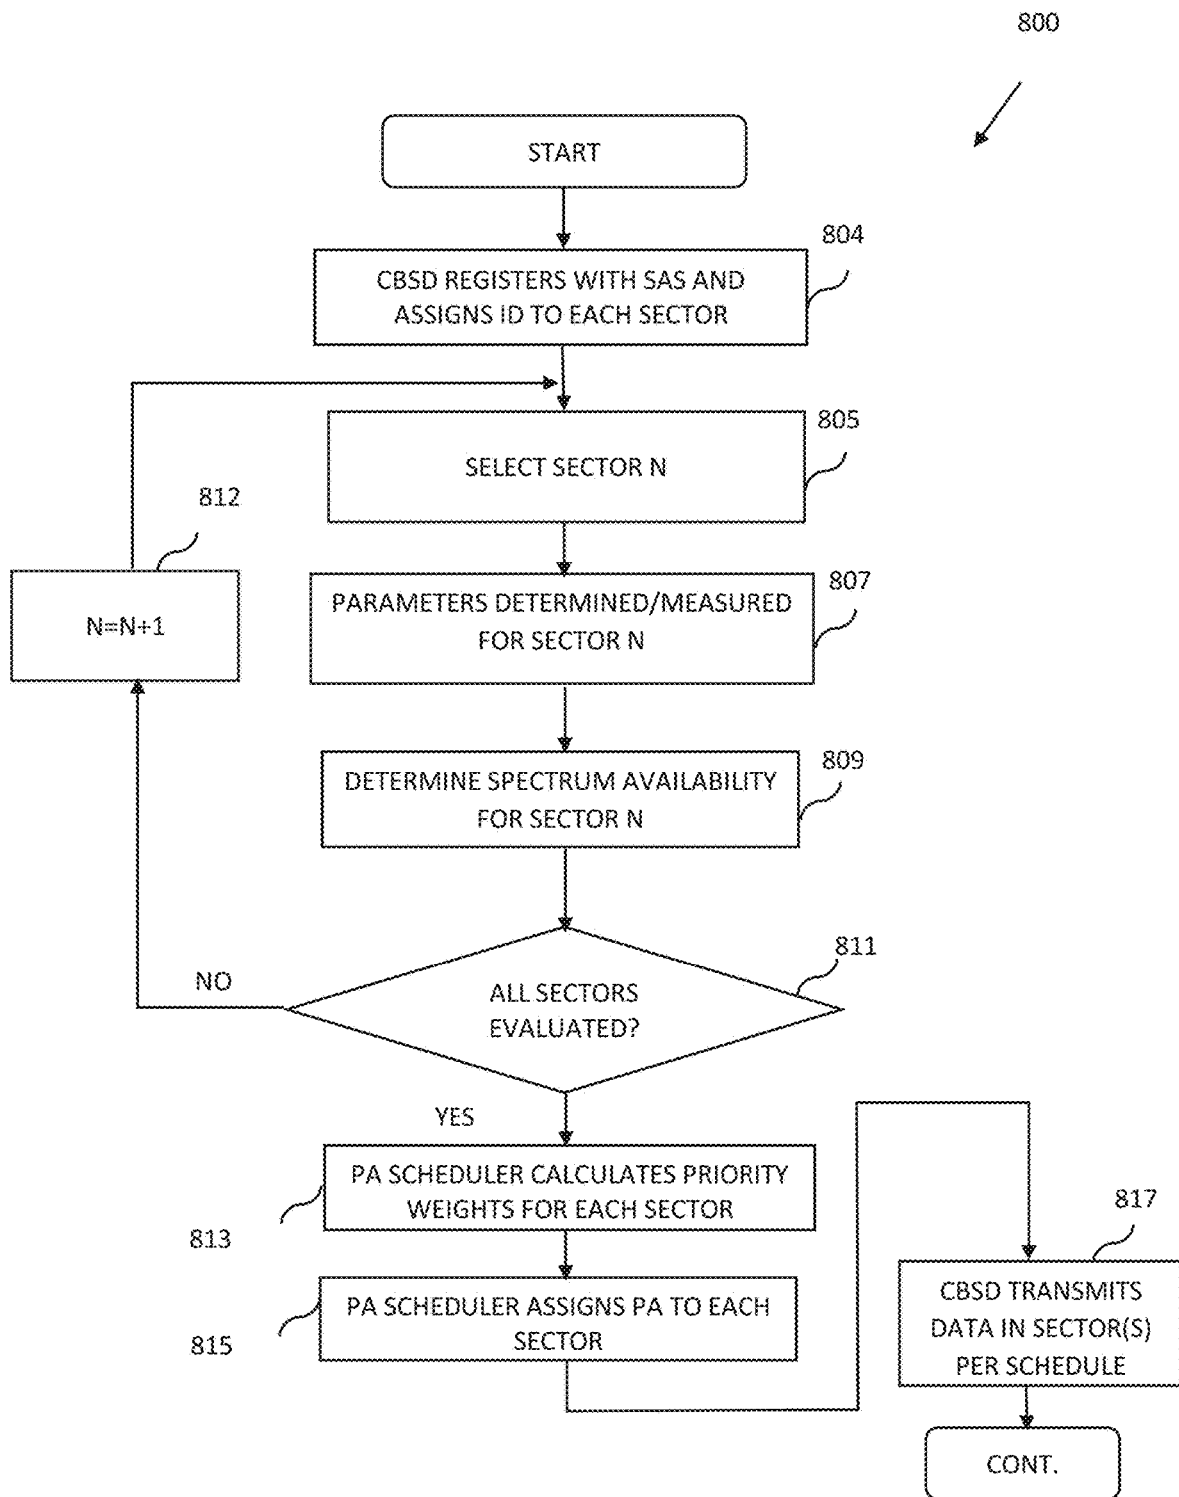 800
START
804
CBSD REGISTERS WITH SAS AND
ASSIGNS ID TO EACH SECTOR
805
SELECT SECTOR N
812
N=N+1
807
PARAMETERS DETERMINED/MEASURED
FOR SECTOR N
809
DETERMINE SPECTRUM AVAILABILITY
FOR SECTOR N
811
NO
ALL SECTORS
EVALUATED?
YES
PA SCHEDULER CALCULATES PRIORITY
WEIGHTS FOR EACH SECTOR
813
PA SCHEDULER ASSIGNS PA TO EACH
SECTOR
815
817
CBSD TRANSMITS
DATA IN SECTOR(S)
PER SCHEDULE
CONT.